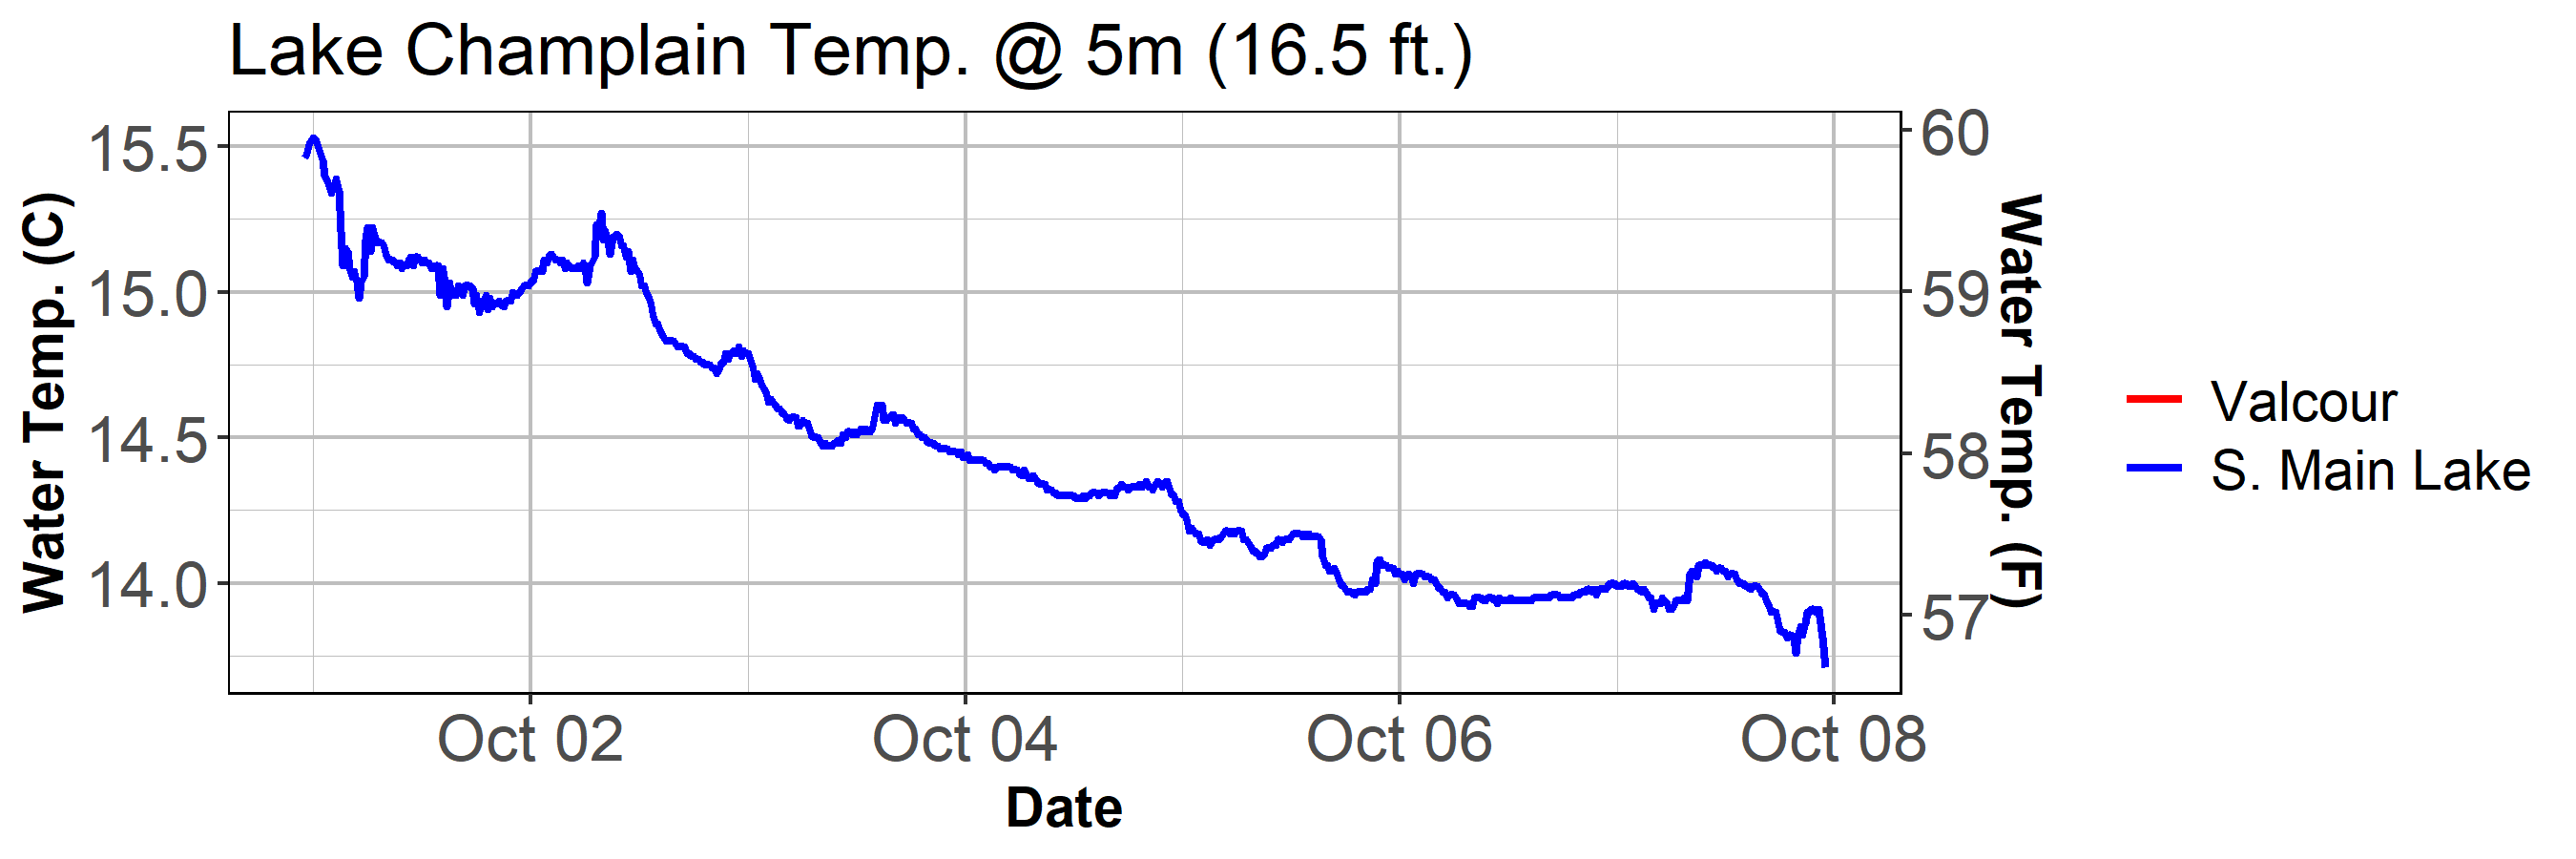 Lake Champlain Temp. @ 5m (16.5 ft.)
Water Temp. (C)
15.5
15.0
14.5
14.0
60
59
58
57
Water Temp. (F)
Oct 02
Oct 04
Oct 06
Oct 08
Date
Valcour
S. Main Lake